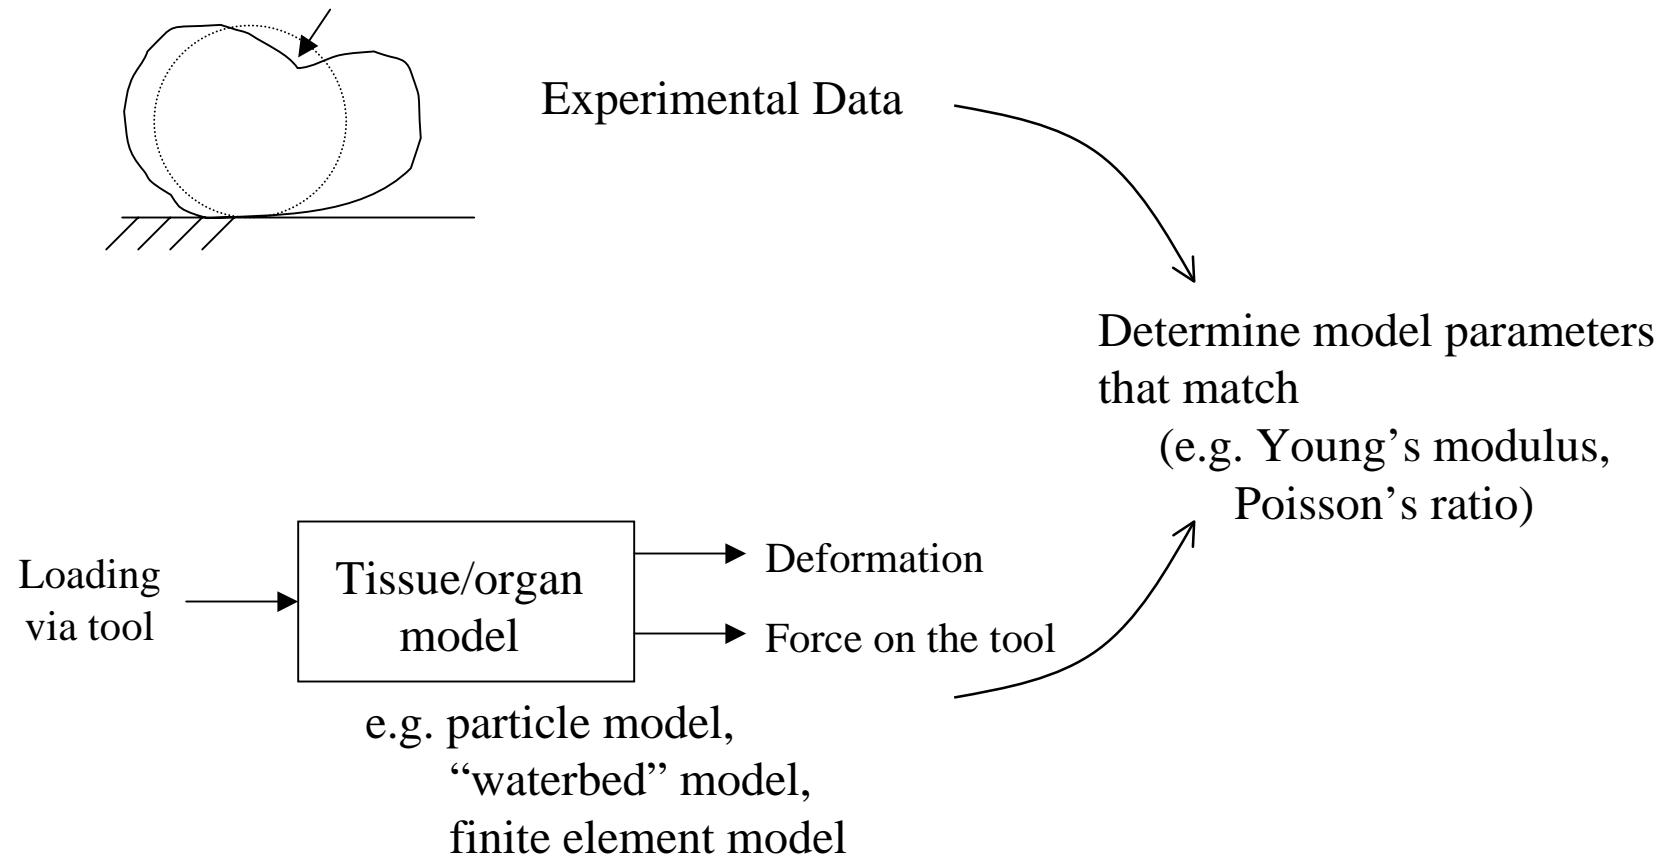 Experimental Data
Determine model parameters
that match
(e.g. Young’s modulus,
Poisson’s ratio)
Loading
via tool
Tissue/organ
model
Deformation
Force on the tool
e.g. particle model,
“waterbed” model,
finite element model